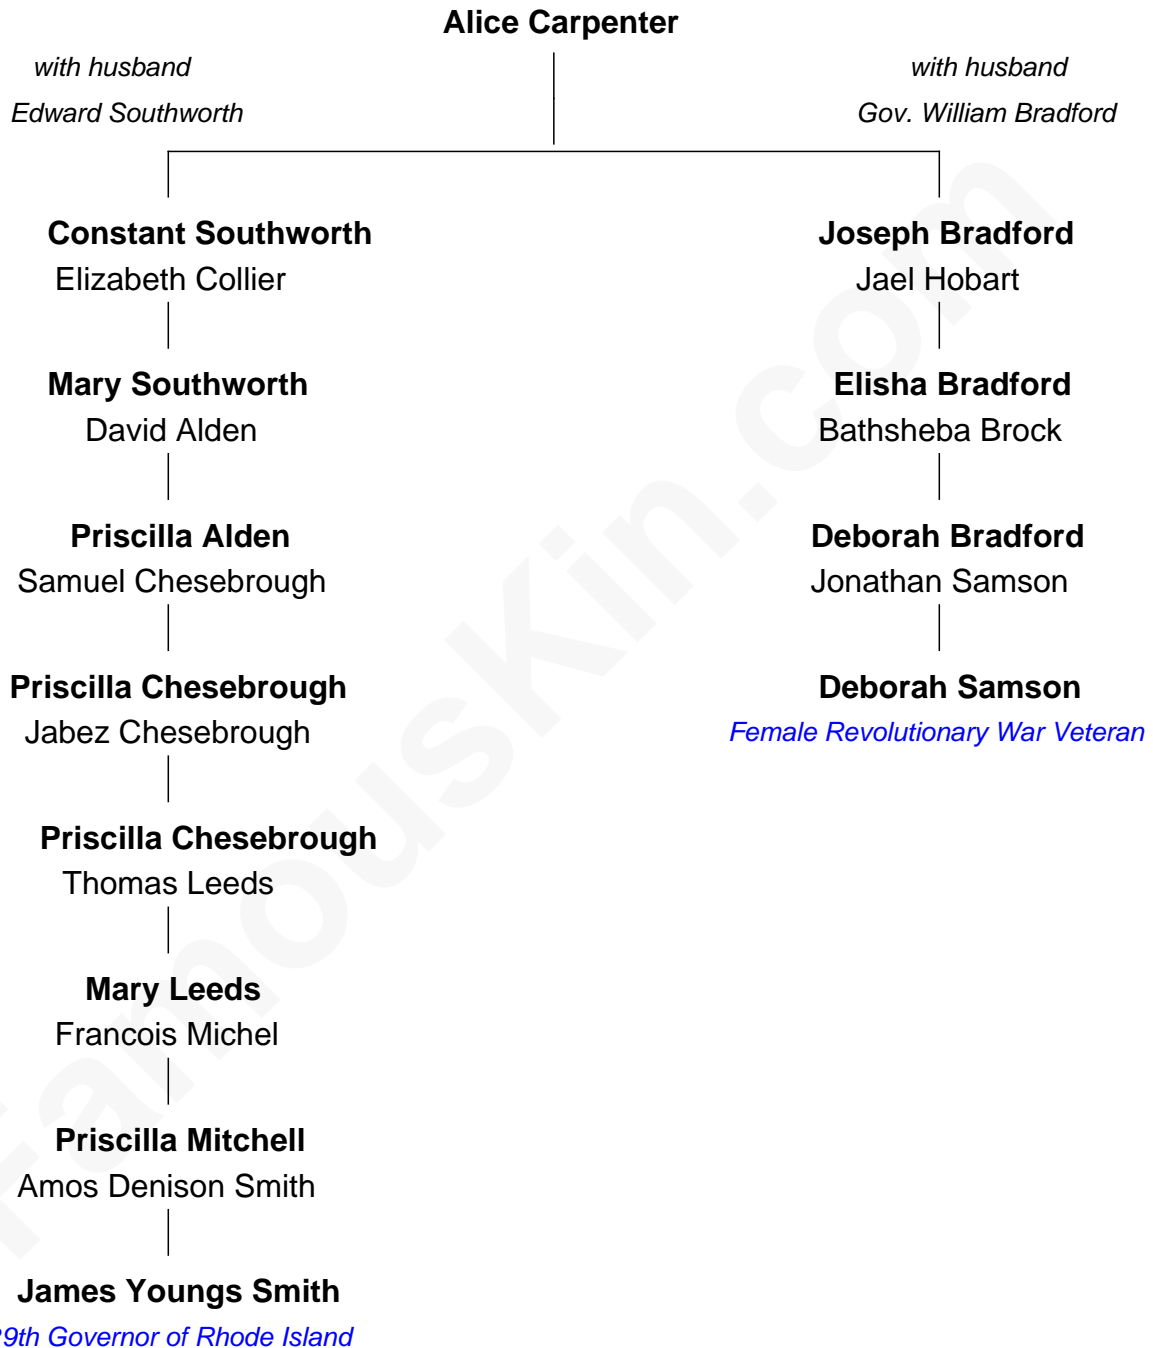 Alice Carpenter
with husband
Edward Southworth
with husband
Gov. William Bradford
Constant Southworth
Elizabeth Collier
Joseph Bradford
Jael Hobart
Mary Southworth
David Alden
Elisha Bradford
Bathsheba Brock
Priscilla Alden
Samuel Chesebrough
Deborah Bradford
Jonathan Samson
Priscilla Chesebrough
Jabez Chesebrough
Deborah Samson
Female Revolutionary War Veteran
Priscilla Chesebrough
Thomas Leeds
Mary Leeds
Francois Michel
Priscilla Mitchell
Amos Denison Smith
James Youngs Smith
9th Governor of Rhode Island
FamousKin.com